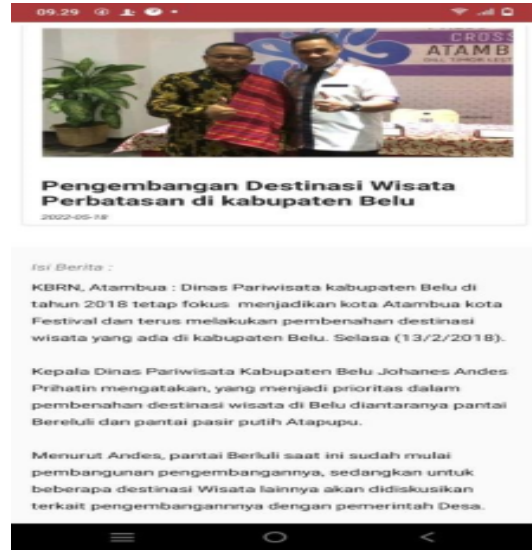 09.29
CROSS
ATAMB
Pengembangan Destinasi Wisata
Perbatasan di kabupaten Belu
2022-05-18
Isi Berita :
KBRN, Atambua : Dinas Pariwisata kabupaten Belu di
tahun 2018 tetap fokus menjadikan kota Atambua kota
Festival dan terus melakukan pembenahan destinasi
wisata yang ada di kabupaten Belu. Selasa (13/2/2018).
Kepala Dinas Pariwisata Kabupaten Belu Johanes Andes
Prihatin mengatakan, yang menjadi prioritas dalam
pembenahan destinasi wisata di Belu diantaranya pantai
Bereluli dan pantai pasir putih Atapupu.
Menurut Andes, pantai Berluli saat ini sudah mulai
pembangunan pengembangannya, sedangkan untuk
beberapa destinasi Wisata lainnya akan didiskusikan
terkait pengembangannnya dengan pemerintah Desa.